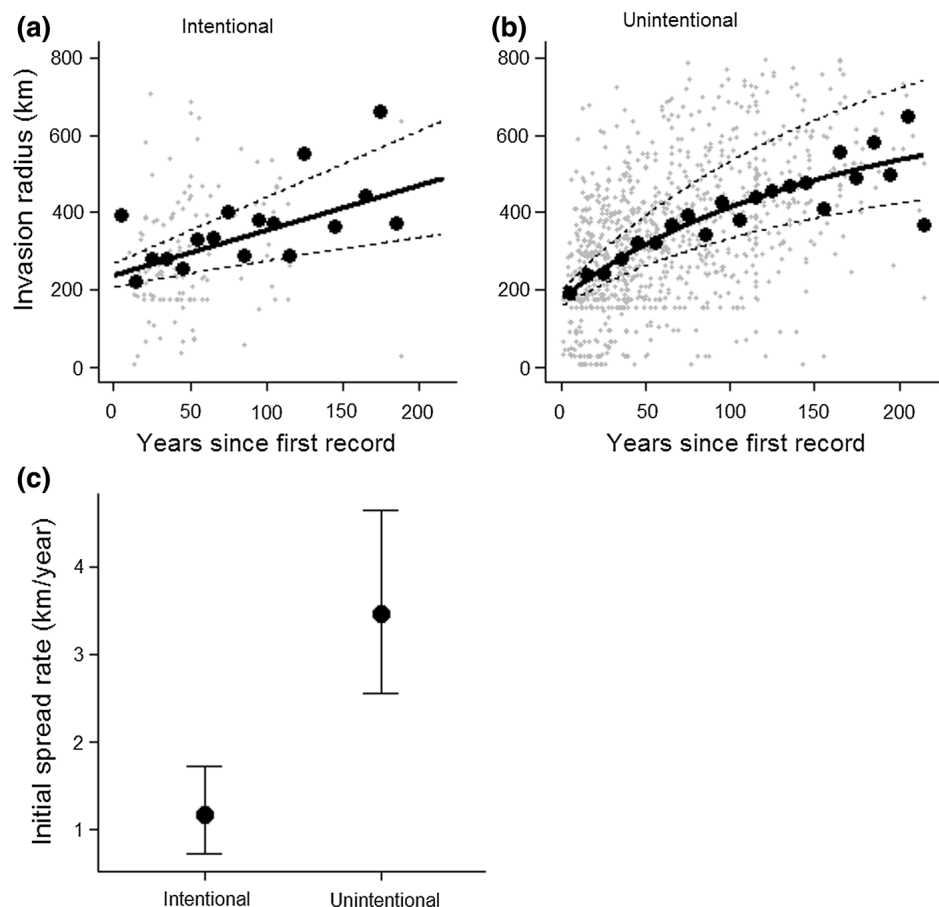 (a)
Intentional
Invasion radius (km)
800
600
400
200
0
0 50 100 150 200
Years since first record
(b)
Unintentional
800
600
400
200
0
0 50 100 150 200
Years since first record
(c)
Initial spread rate (km/year)
4
3
2
1
Intentional Unintentional